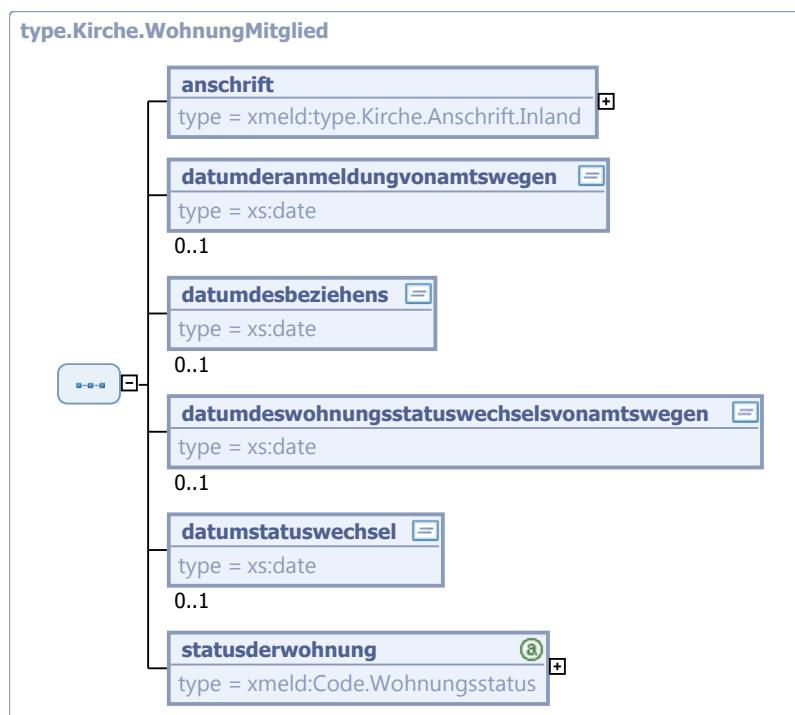 type.Kirche.WohnungMitglied
anschrift
type = xmeld:type.Kirche.Anschrift.Inland
datumderanmeldungvonamtswegen
type = xs:date
0..1
datumdesbeziehens
type = xs:date
0..1
datumdeswohnungsstatuswechselsvonamtswegen
type = xs:date
0..1
datumstatuswechsel
type = xs:date
0..1
statusderwohnung
type = xmeld:Code.Wohnungsstatus